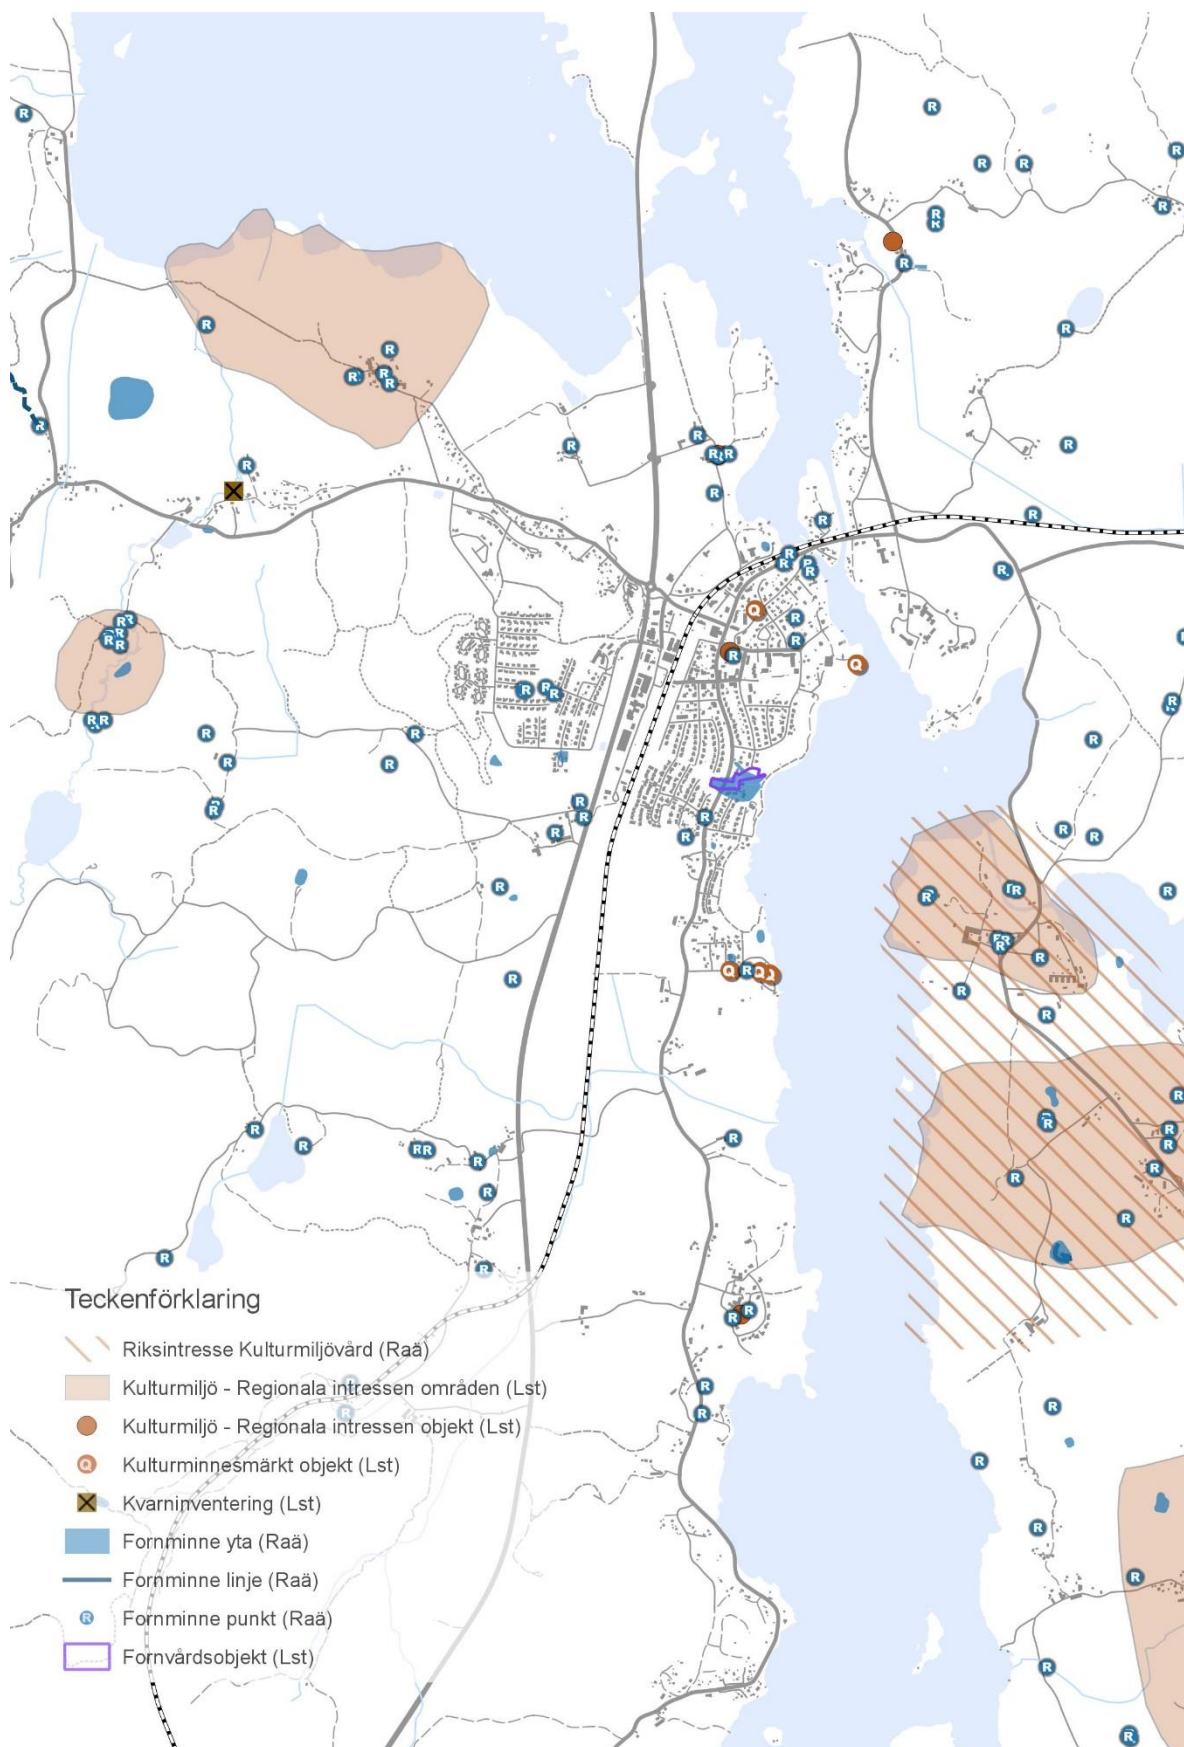 Teckenförklaring
Riksintresse Kulturmiljövård (Raä)
Kulturmiljö - Regionala intressen områden (Lst)
Kulturmiljö - Regionala intressen objekt (Lst)
Q Kulturminnesmärkt objekt (Lst)
Kvarninventering (Lst)
Fornminne yta (Raä)
Fornminne linje (Raä)
R Fornminne punkt (Raä)
Fornvårdsobjekt (Lst)